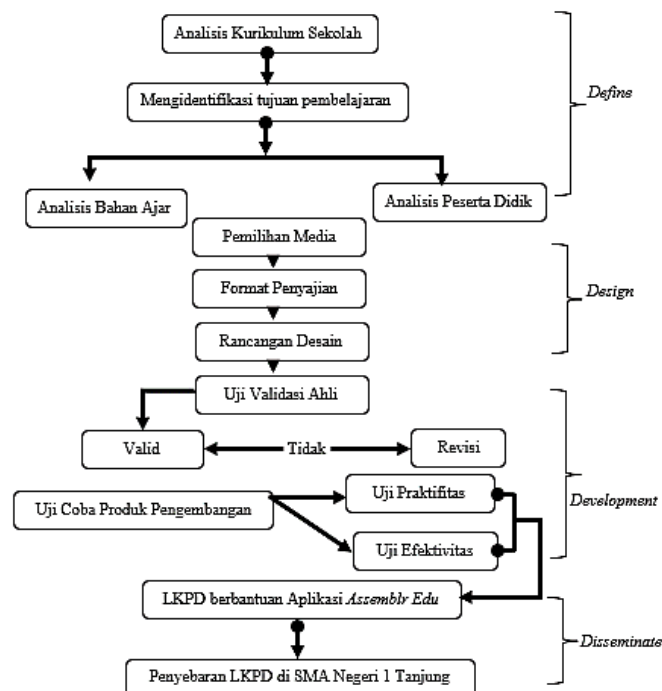 Analisis Kurikulum Sekolah
Mengidentifikasi tujuan pembelajaran
Define
Analisis Bahan Ajar
Analisis Peserta Didik
Pemilihan Media
Format Penyajian
Design
Rancangan Desain
Uji Validasi Ahli
Valid
Tidak
Revisi
Uji Coba Produk Pengembangan
Uji Praktifitas
Development
Uji Efektivitas
LKPD berbantuan Aplikasi Assemblr Edu
Disseminate
Penyebaran LKPD di SMA Negeri 1 Tanjung